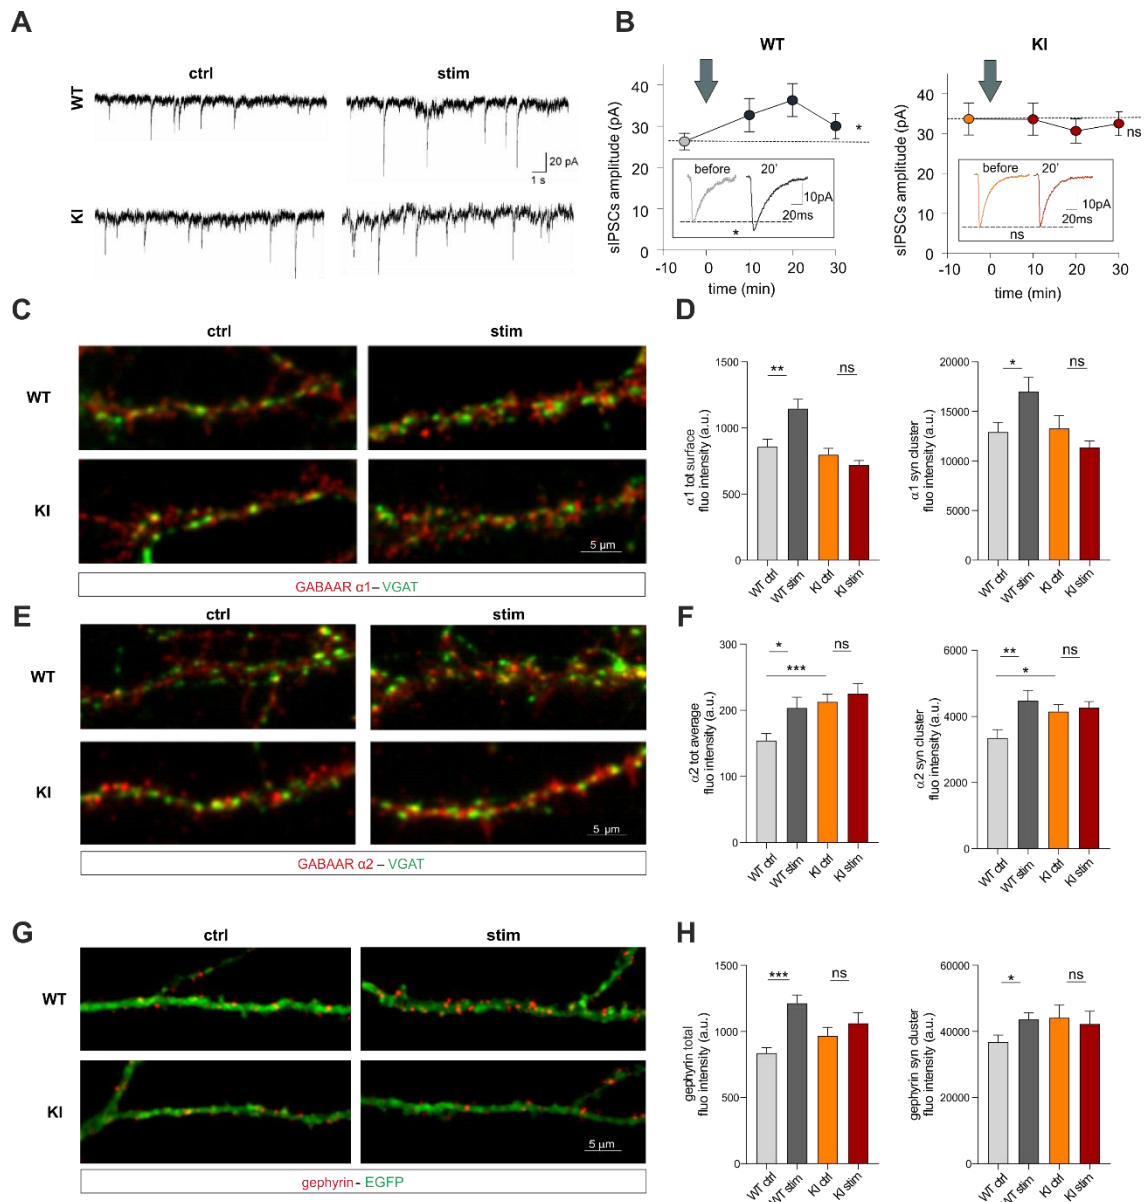 A
ctrl
stim
WT
KI
20 pA
1 s
B
WT
KI
sIPSCs amplitude (pA)
40
30
20
10
0
-10
0
10
20
30
time (min)
before
20'
10pA
20ms
*
*
sIPSCs amplitude (pA)
40
30
20
10
0
-10
0
10
20
30
time (min)
before
20'
10pA
20ms
ns
ns
C
ctrl
stim
WT
KI
5 µm
GABAAR α1–VGAT
D
α1 tot surface
fluo intensity (a.u.)
1500
1000
500
0
**
ns
WT ctrl
WT stim
KI ctrl
KI stim
α1 syn cluster
fluo intensity (a.u.)
20000
15000
10000
5000
0
*
ns
WT ctrl
WT stim
KI ctrl
KI stim
E
ctrl
stim
WT
KI
5 µm
GABAAR α2 – VGAT
F
α2 tot average
fluo intensity (a.u.)
300
200
100
0
*
ns
***
WT ctrl
WT stim
KI ctrl
KI stim
α2 syn cluster
fluo intensity (a.u.)
6000
4000
2000
0
**
ns
*
WT ctrl
WT stim
KI ctrl
KI stim
G
ctrl
stim
WT
KI
5 µm
gephyrin- EGFP
H
gephyrin total
fluo intensity (a.u.)
1500
1000
500
0
***
ns
WT ctrl
WT stim
KI ctrl
KI stim
gephyrin syn cluster
fluo intensity (a.u.)
60000
40000
20000
0
*
ns
WT ctrl
WT stim
KI ctrl
KI stim